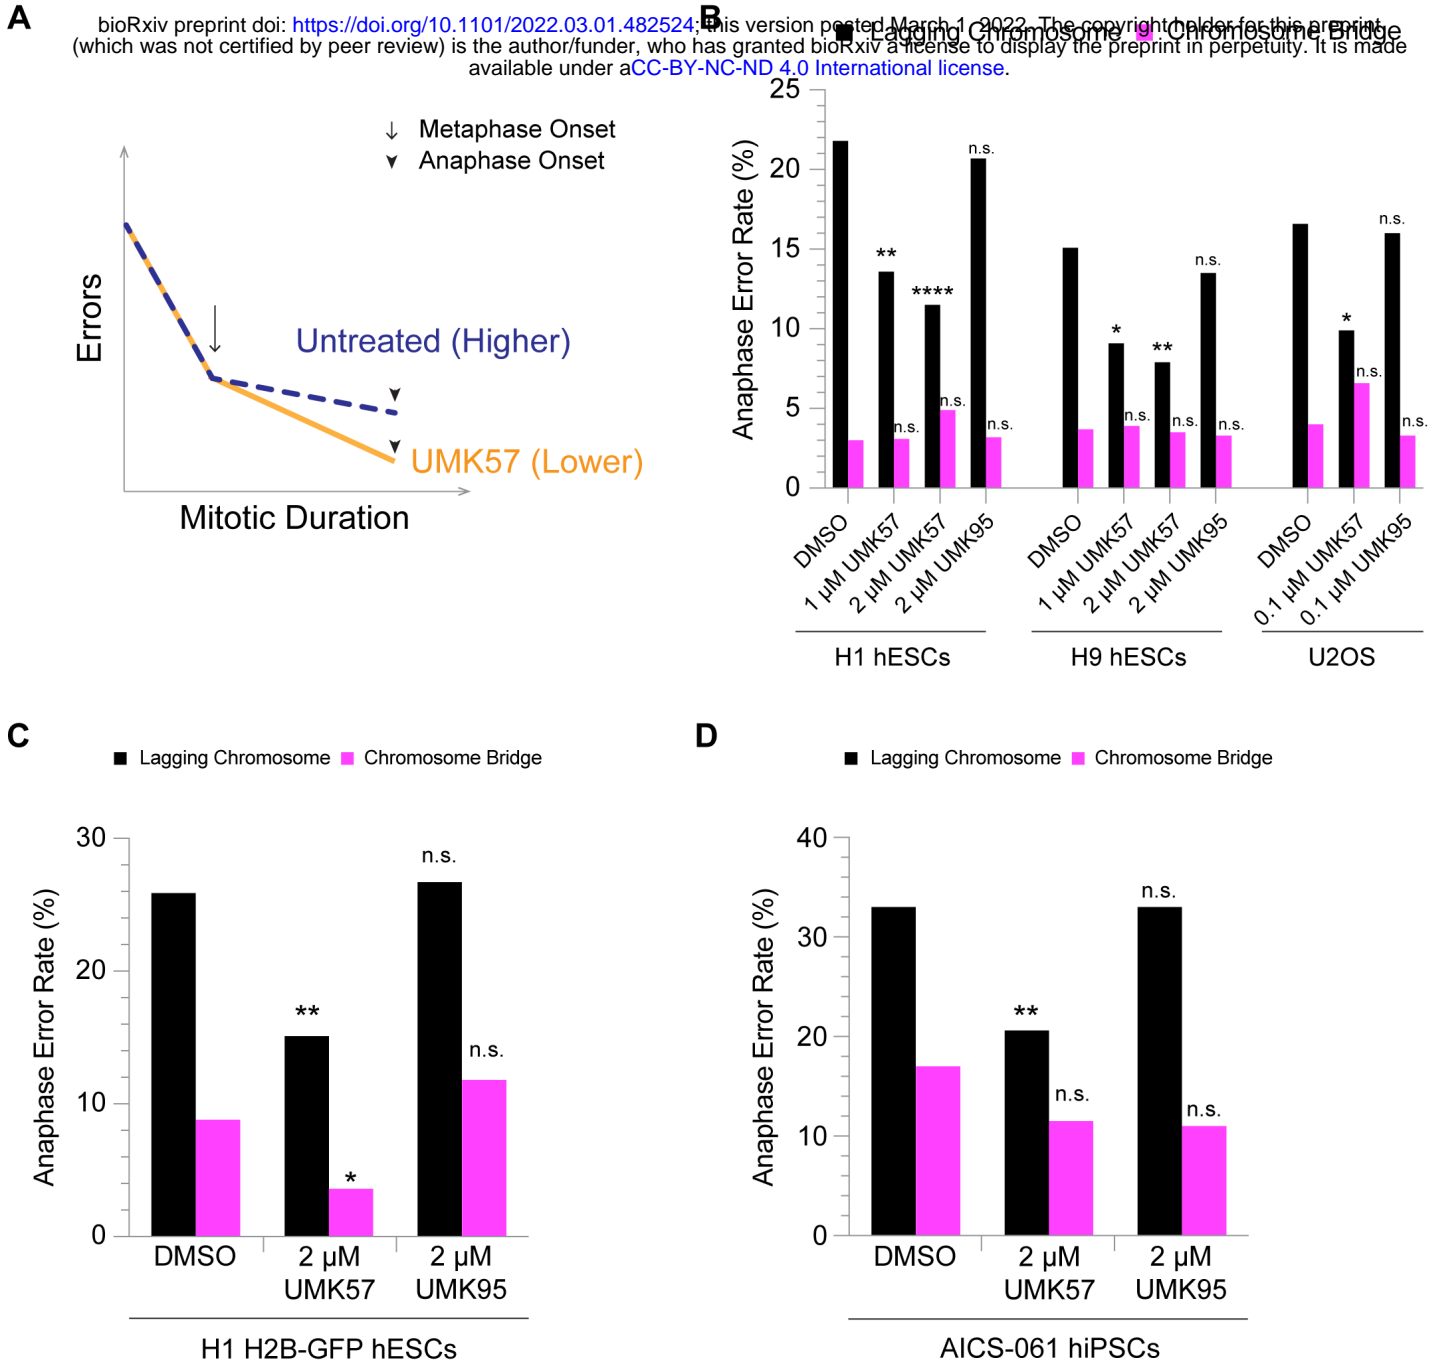 A
bioRxiv preprint doi: https://doi.org/10.1101/2022.03.01.482524; this version posted March 1, 2022. The copyright holder for this preprint
(which was not certified by peer review) is the author/funder, who has granted bioRxiv a license to display the preprint in perpetuity. It is made
available under aCC-BY-NC-ND 4.0 International license.
Metaphase Onset
Anaphase Onset
Errors
Untreated (Higher)
UMK57 (Lower)
Mitotic Duration
B
Lagging Chromosome Chromosome Bridge
Anaphase Error Rate (%)
25
20
15
10
5
0
**
n.s.
****
n.s.
n.s.
n.s.
*
n.s.
**
n.s.
n.s.
n.s.
*
n.s.
n.s.
n.s.
DMSO
1 µM UMK57
2 µM UMK57
2 µM UMK95
DMSO
1 µM UMK57
2 µM UMK57
2 µM UMK95
DMSO
0.1 µM UMK57
0.1 µM UMK95
H1 hESCs
H9 hESCs
U2OS
C
Lagging Chromosome Chromosome Bridge
Anaphase Error Rate (%)
30
20
10
0
**
*
n.s.
n.s.
DMSO
2 µM
UMK57
2 µM
UMK95
H1 H2B-GFP hESCs
D
Lagging Chromosome Chromosome Bridge
Anaphase Error Rate (%)
40
30
20
10
0
**
n.s.
n.s.
n.s.
DMSO
2 µM
UMK57
2 µM
UMK95
AICS-061 hiPSCs